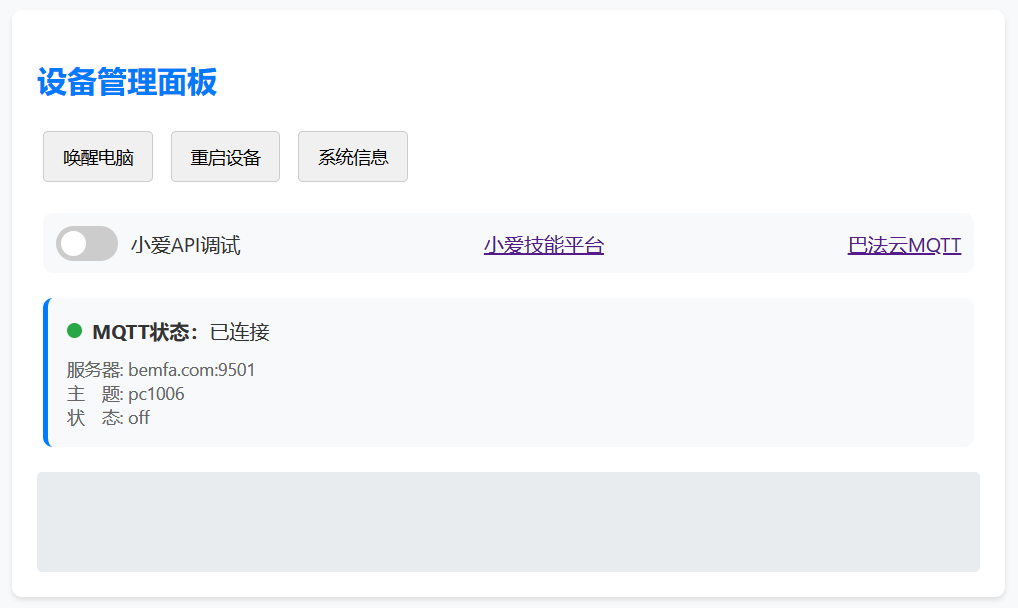 设备管理面板
唤醒电脑 重启设备 系统信息
小爱API调试 小爱技能平台 巴法云MQTT
MQTT状态：已连接
服务器: bemfa.com:9501
主　题: pc1006
状　态: off